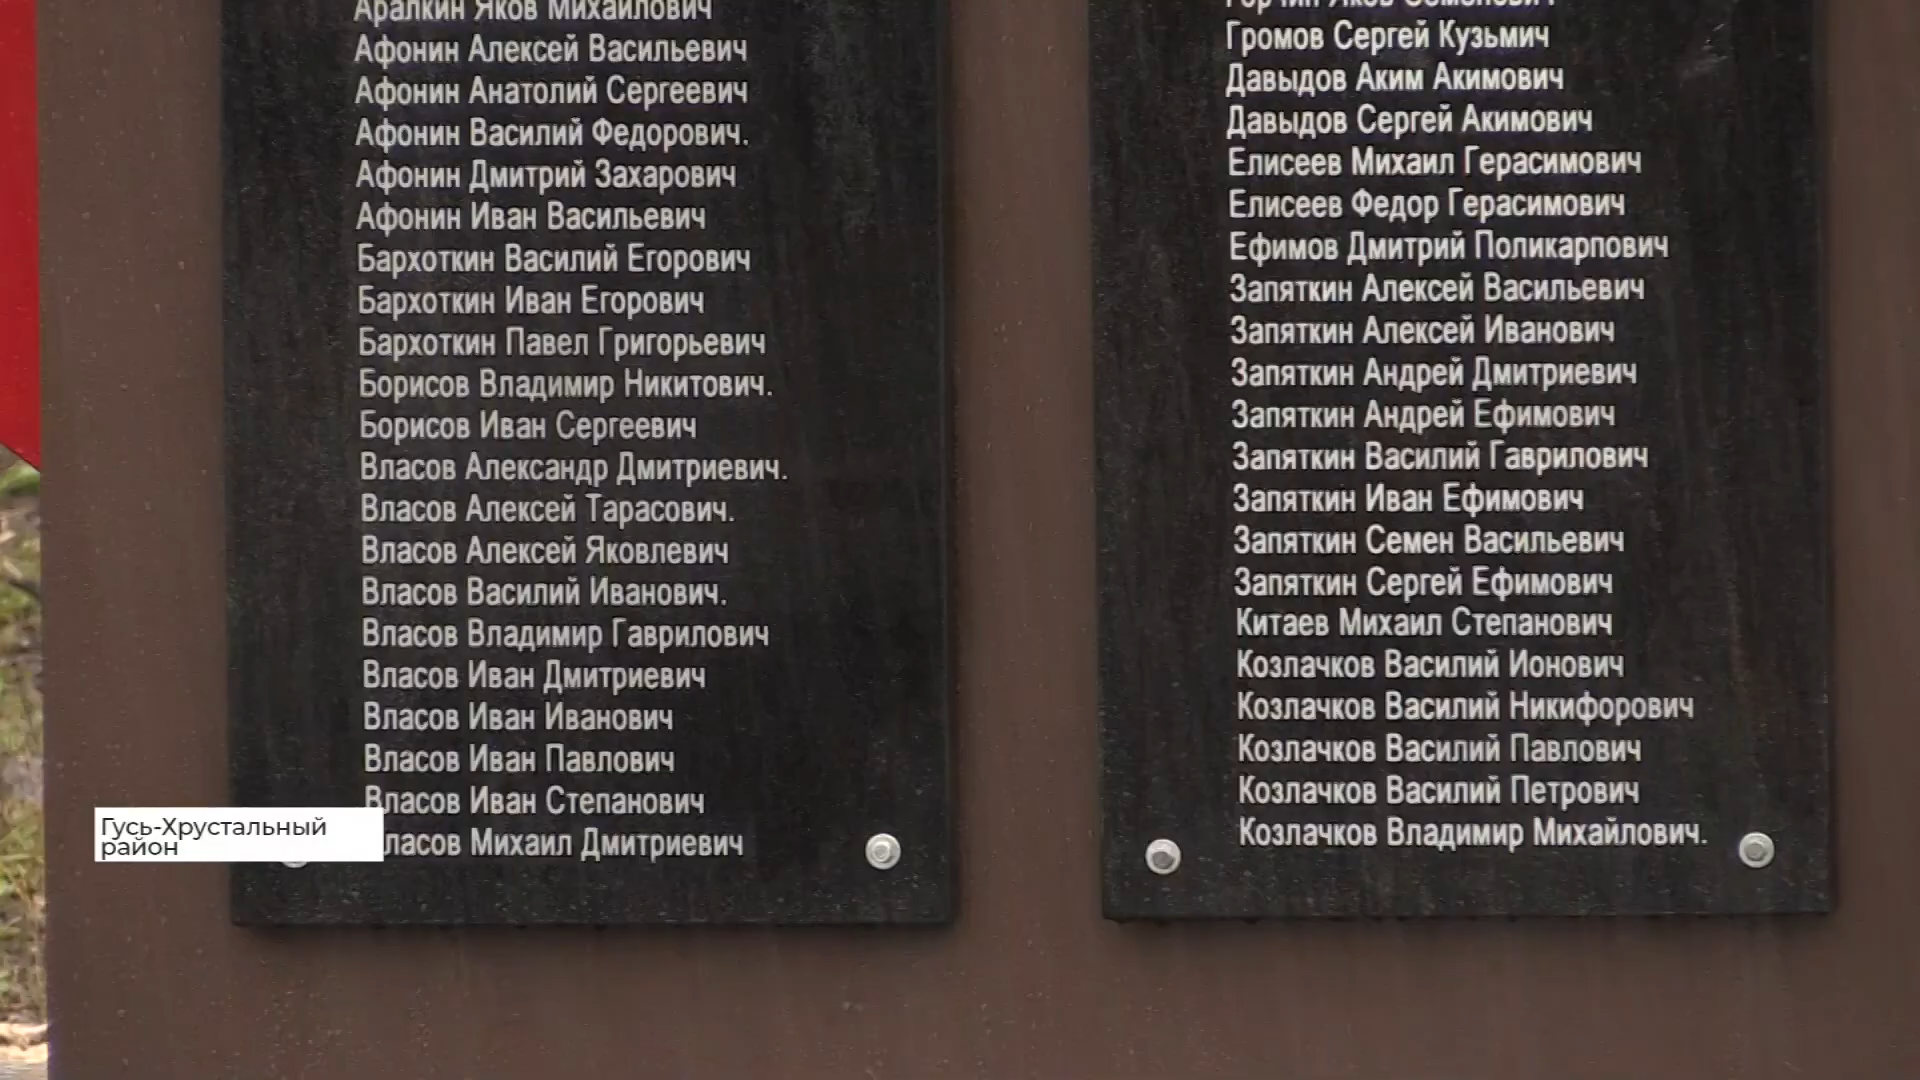 Аралкин Яков Михайлович
Афонин Алексей Васильевич
Афонин Анатолий Сергеевич
Афонин Василий Федорович.
Афонин Дмитрий Захарович
Афонин Иван Васильевич
Бархоткин Василий Егорович
Бархоткин Иван Егорович
Бархоткин Павел Григорьевич
Борисов Владимир Никитович.
Борисов Иван Сергеевич
Власов Александр Дмитриевич.
Власов Алексей Тарасович.
Власов Алексей Яковлевич
Власов Василий Иванович.
Власов Владимир Гаврилович
Власов Иван Дмитриевич
Власов Иван Иванович
Власов Иван Павлович
Власов Иван Степанович
Власов Михаил Дмитриевич
Горчин Яков Семенович
Громов Сергей Кузьмич
Давыдов Аким Акимович
Давыдов Сергей Акимович
Елисеев Михаил Герасимович
Елисеев Федор Герасимович
Ефимов Дмитрий Поликарпович
Запяткин Алексей Васильевич
Запяткин Алексей Иванович
Запяткин Андрей Дмитриевич
Запяткин Андрей Ефимович
Запяткин Василий Гаврилович
Запяткин Иван Ефимович
Запяткин Семен Васильевич
Запяткин Сергей Ефимович
Китаев Михаил Степанович
Козлачков Василий Ионович
Козлачков Василий Никифорович
Козлачков Василий Павлович
Козлачков Василий Петрович
Козлачков Владимир Михайлович.
Гусь-Хрустальный
район